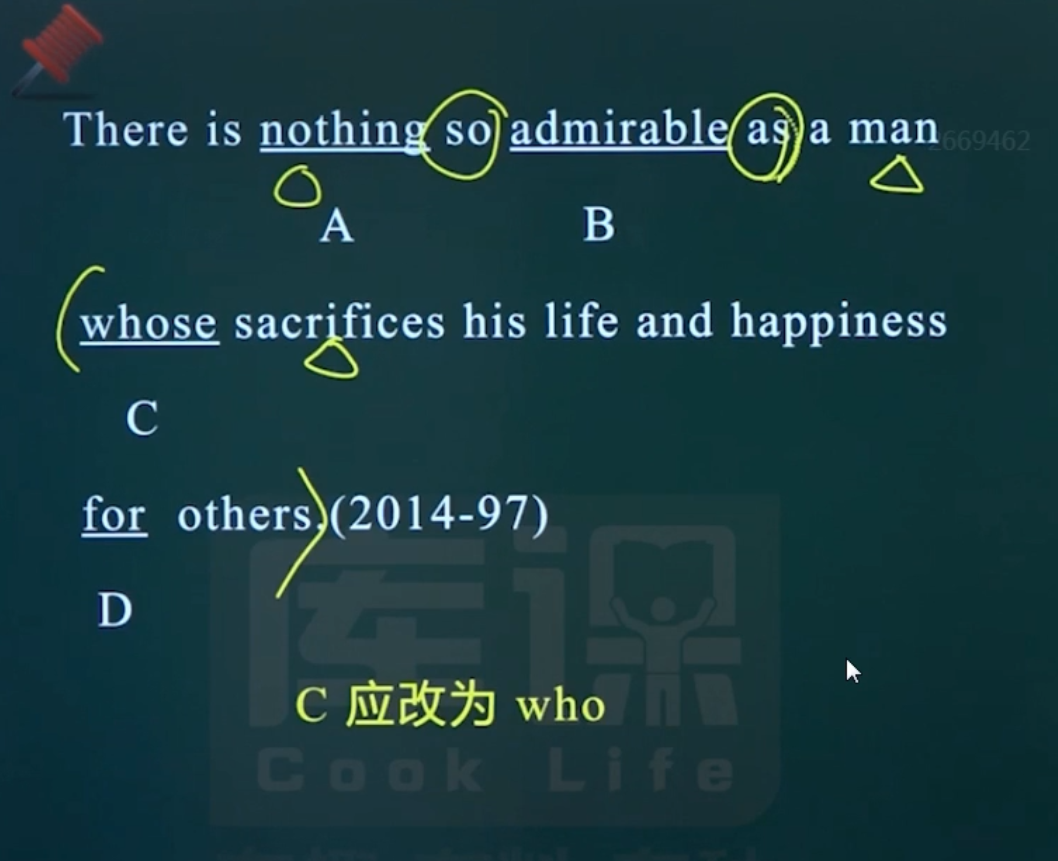 There is nothing so admirable as a man
2669462
A B
whose sacrifices his life and happiness
C
for others.(2014-97)
D
C 应改为 who
库课
Cook Life